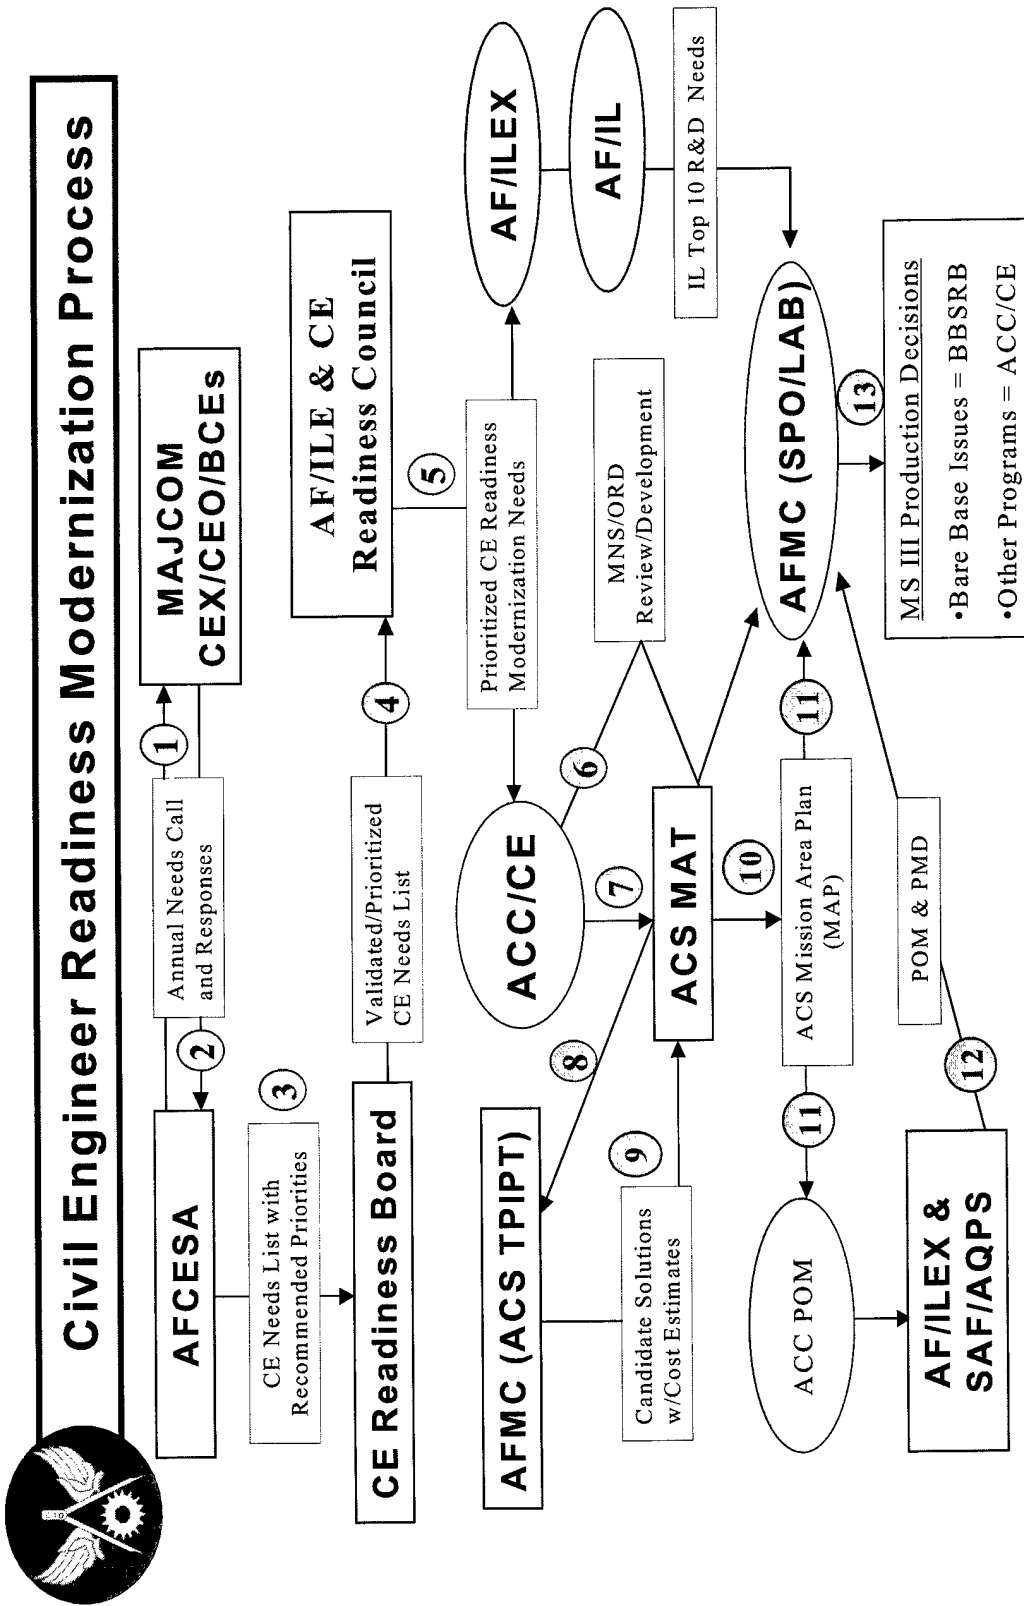 Civil Engineer Readiness Modernization Process
AFCESA
Annual Needs Call
and Responses
1
2
MAJCOM
CEX/CEO/BCEs
CE Needs List with
Recommended Priorities
3
CE Readiness Board
Validated/Prioritized
CE Needs List
4
AF/ILE & CE
Readiness Council
5
Prioritized CE Readiness
Modernization Needs
AF/ILEX
AF/IL
IL Top 10 R&D Needs
ACC/CE
6
MNS/ORD
Review/Development
7
8
AFMC (ACS TPIPT)
Candidate Solutions
w/Cost Estimates
9
ACS MAT
10
ACS Mission Area Plan
(MAP)
11
11
AFMC (SPO/LAB)
ACC POM
AF/ILEX &
SAF/AQPS
12
POM & PMD
13
MS III Production Decisions
•Bare Base Issues = BBSRB
•Other Programs = ACC/CE